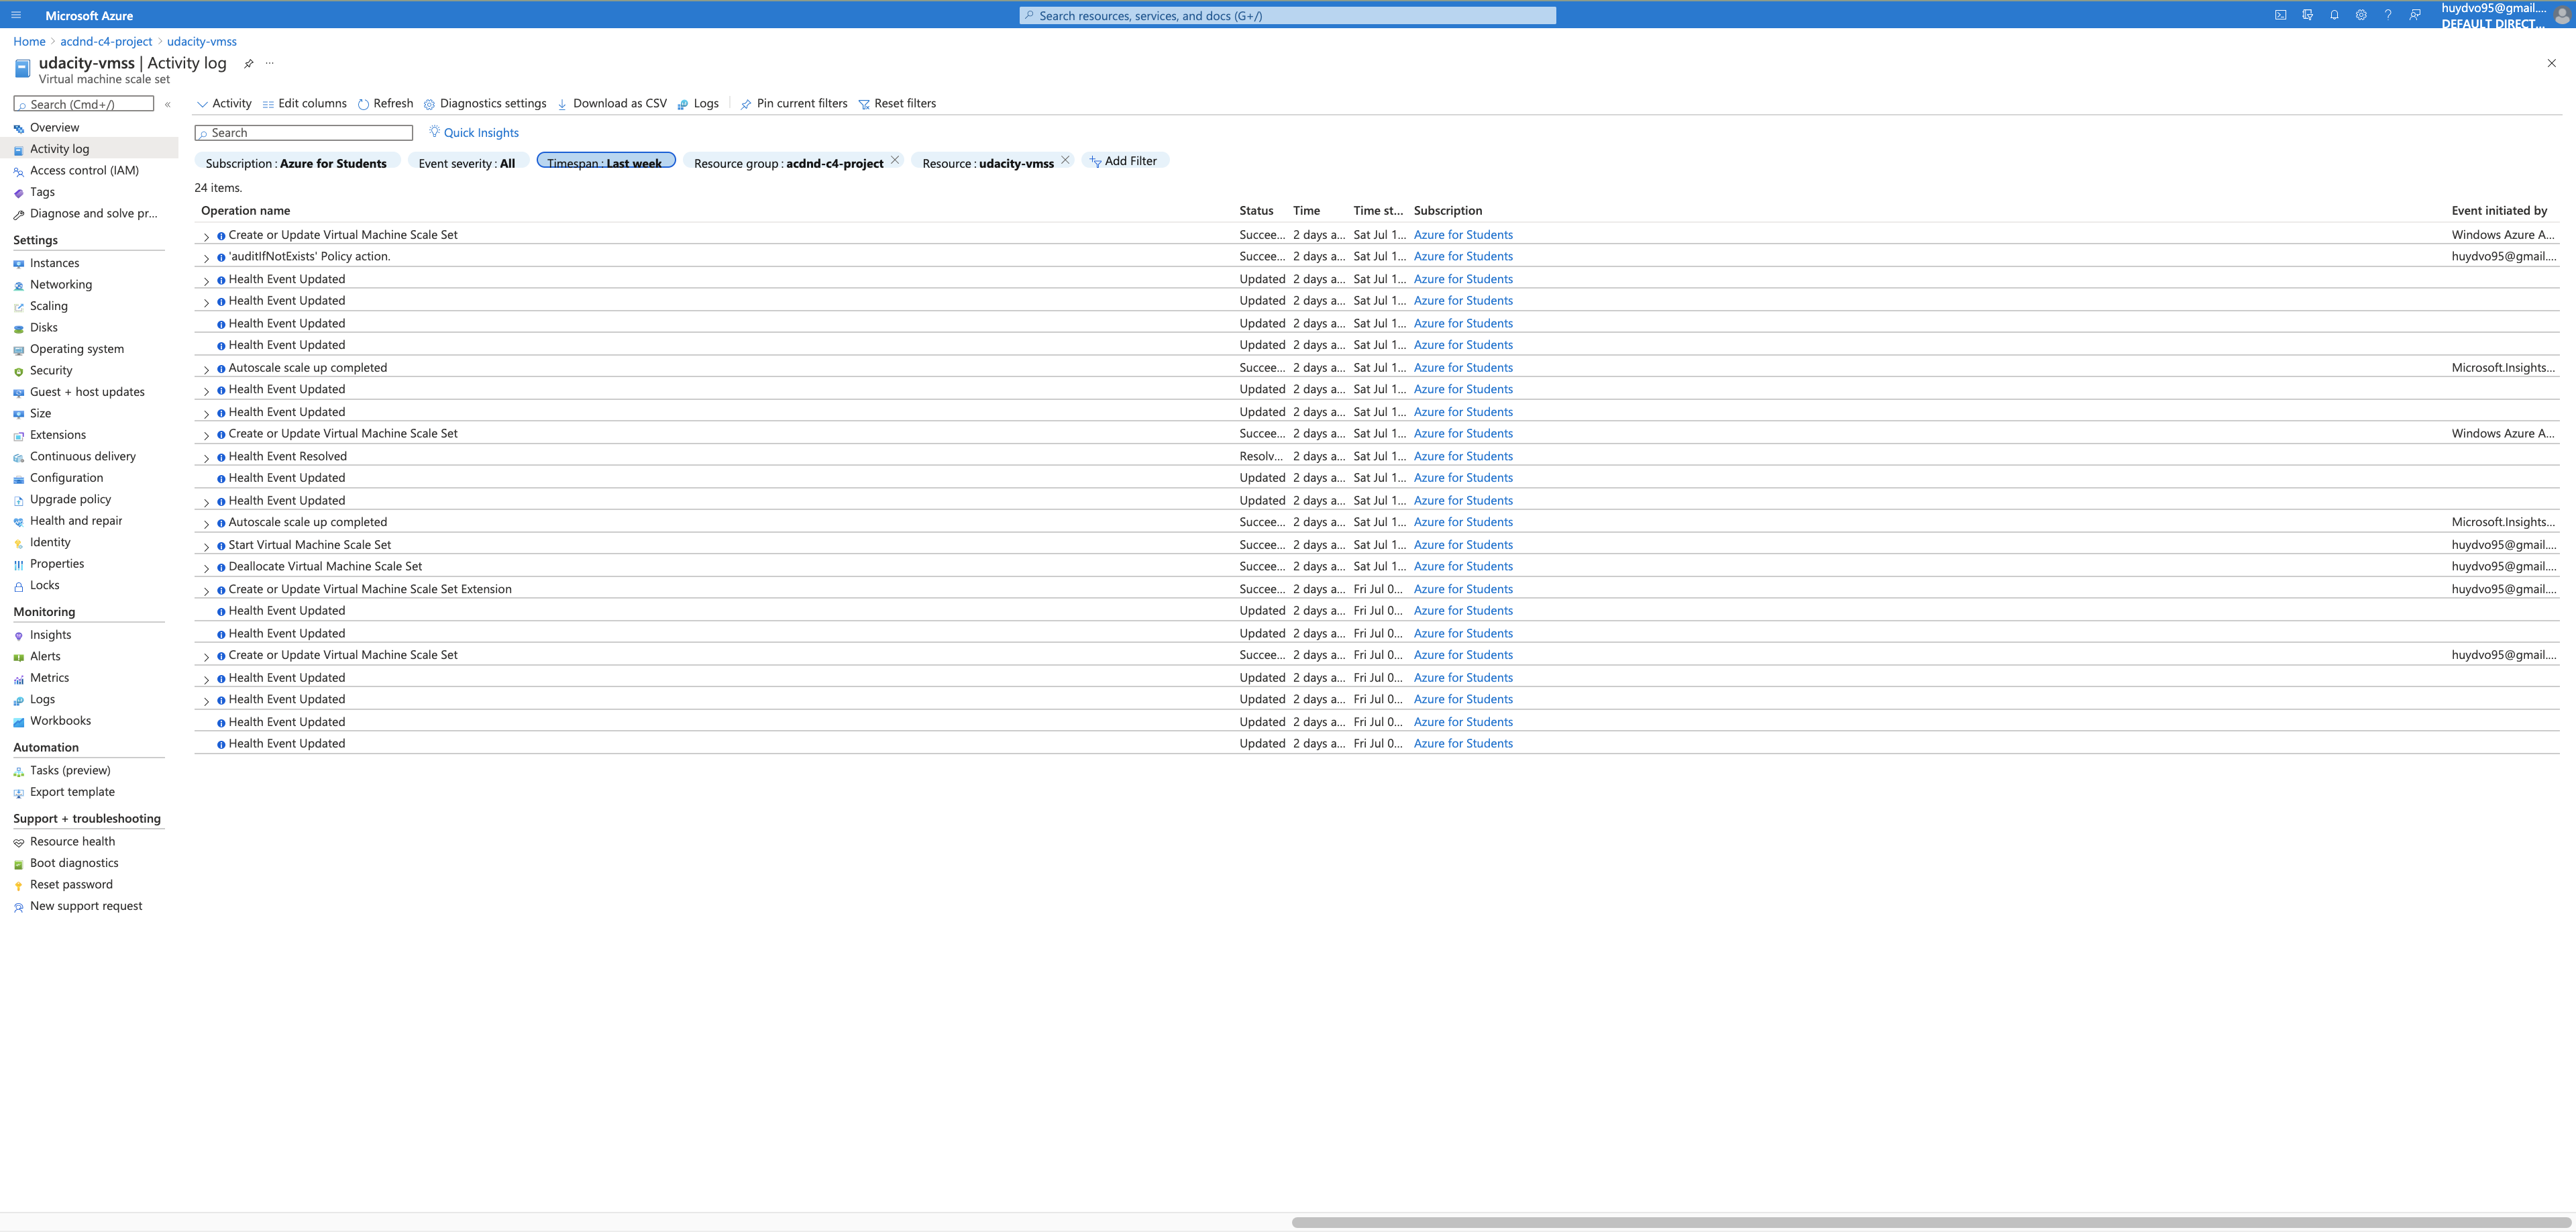 Microsoft Azure
Search resources, services, and docs (G+/)
huydvo95@gmail....
DEFAULT DIRECT...
Home > acdnd-c4-project > udacity-vmss
udacity-vmss | Activity log
Virtual machine scale set
Search (Cmd+/)
Overview
Activity log
Access control (IAM)
Tags
Diagnose and solve pr...
Settings
Instances
Networking
Scaling
Disks
Operating system
Security
Guest + host updates
Size
Extensions
Continuous delivery
Configuration
Upgrade policy
Health and repair
Identity
Properties
Locks
Monitoring
Insights
Alerts
Metrics
Logs
Workbooks
Automation
Tasks (preview)
Export template
Support + troubleshooting
Resource health
Boot diagnostics
Reset password
New support request
Activity Edit columns Refresh Diagnostics settings Download as CSV Logs Pin current filters Reset filters
Search Quick Insights
Subscription : Azure for Students Event severity : All Timespan : Last week Resource group : acdnd-c4-project Resource : udacity-vmss Add Filter
24 items.
Operation name Status Time Time st... Subscription Event initiated by
Create or Update Virtual Machine Scale Set Succee... 2 days a... Sat Jul 1... Azure for Students Windows Azure A...
'auditIfNotExists' Policy action. Succee... 2 days a... Sat Jul 1... Azure for Students huydvo95@gmail....
Health Event Updated Updated 2 days a... Sat Jul 1... Azure for Students
Health Event Updated Updated 2 days a... Sat Jul 1... Azure for Students
Health Event Updated Updated 2 days a... Sat Jul 1... Azure for Students
Health Event Updated Updated 2 days a... Sat Jul 1... Azure for Students
Autoscale scale up completed Succee... 2 days a... Sat Jul 1... Azure for Students Microsoft.Insights...
Health Event Updated Updated 2 days a... Sat Jul 1... Azure for Students
Health Event Updated Updated 2 days a... Sat Jul 1... Azure for Students
Create or Update Virtual Machine Scale Set Succee... 2 days a... Sat Jul 1... Azure for Students Windows Azure A...
Health Event Resolved Resolv... 2 days a... Sat Jul 1... Azure for Students
Health Event Updated Updated 2 days a... Sat Jul 1... Azure for Students
Health Event Updated Updated 2 days a... Sat Jul 1... Azure for Students
Autoscale scale up completed Succee... 2 days a... Sat Jul 1... Azure for Students Microsoft.Insights...
Start Virtual Machine Scale Set Succee... 2 days a... Sat Jul 1... Azure for Students huydvo95@gmail....
Deallocate Virtual Machine Scale Set Succee... 2 days a... Sat Jul 1... Azure for Students huydvo95@gmail....
Create or Update Virtual Machine Scale Set Extension Succee... 2 days a... Fri Jul 0... Azure for Students huydvo95@gmail....
Health Event Updated Updated 2 days a... Fri Jul 0... Azure for Students
Health Event Updated Updated 2 days a... Fri Jul 0... Azure for Students
Create or Update Virtual Machine Scale Set Succee... 2 days a... Fri Jul 0... Azure for Students huydvo95@gmail....
Health Event Updated Updated 2 days a... Fri Jul 0... Azure for Students
Health Event Updated Updated 2 days a... Fri Jul 0... Azure for Students
Health Event Updated Updated 2 days a... Fri Jul 0... Azure for Students
Health Event Updated Updated 2 days a... Fri Jul 0... Azure for Students